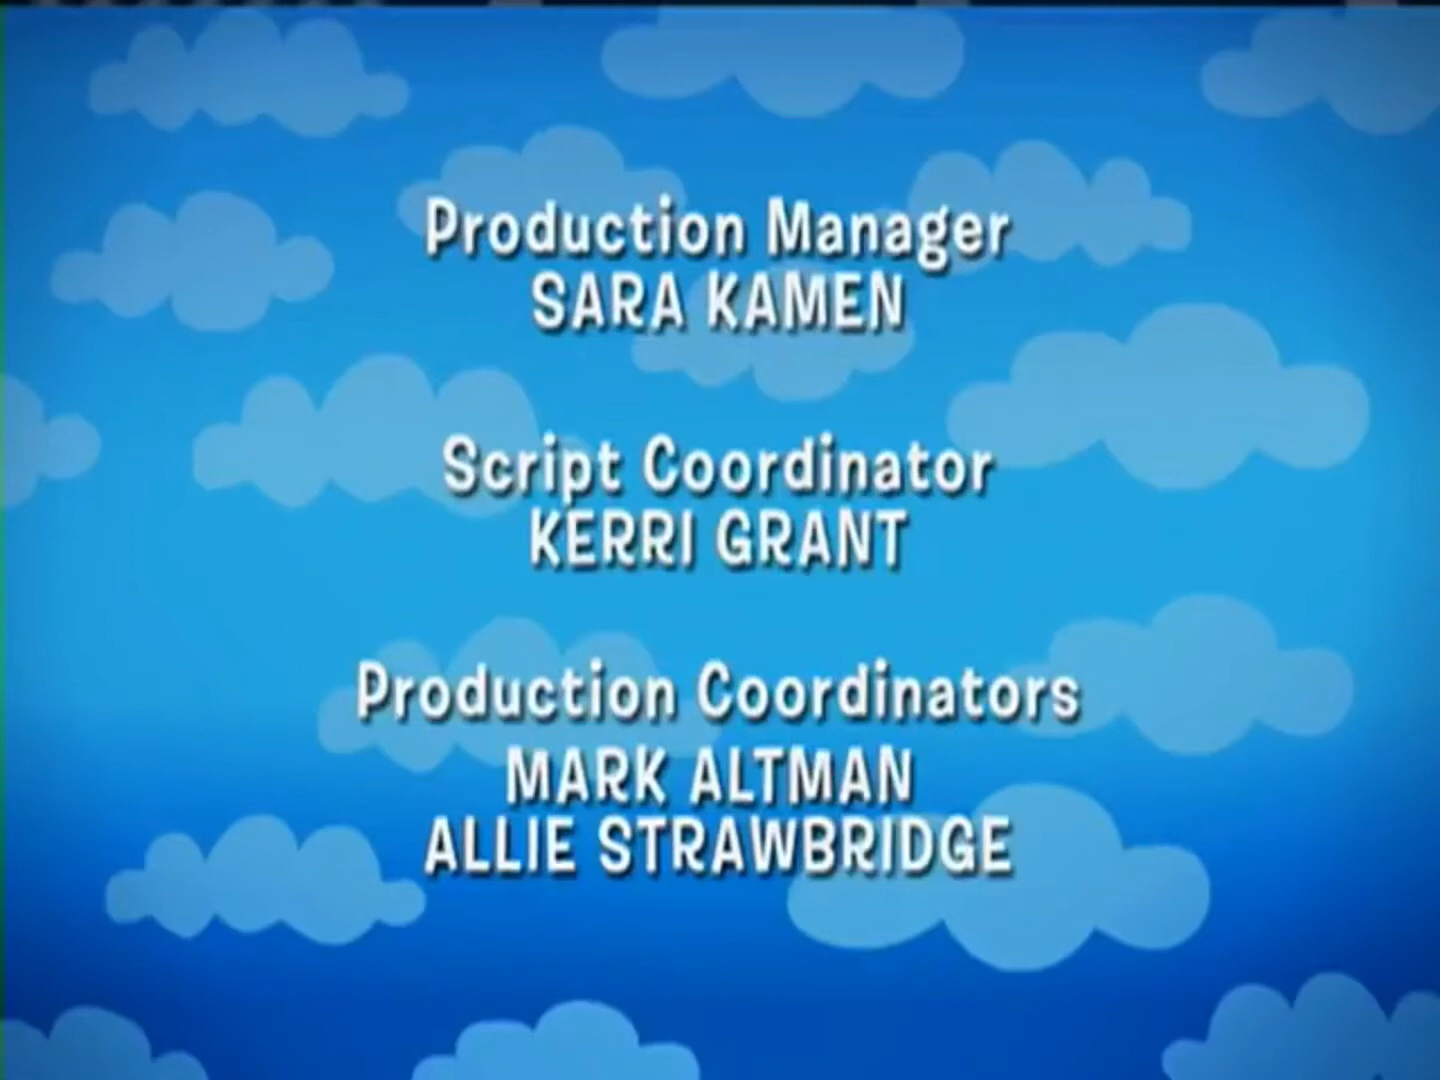 Production Manager
SARA KAMEN
Script Coordinator
KERRI GRANT
Production Coordinators
MARK ALTMAN
ALLIE STRAWBRIDGE